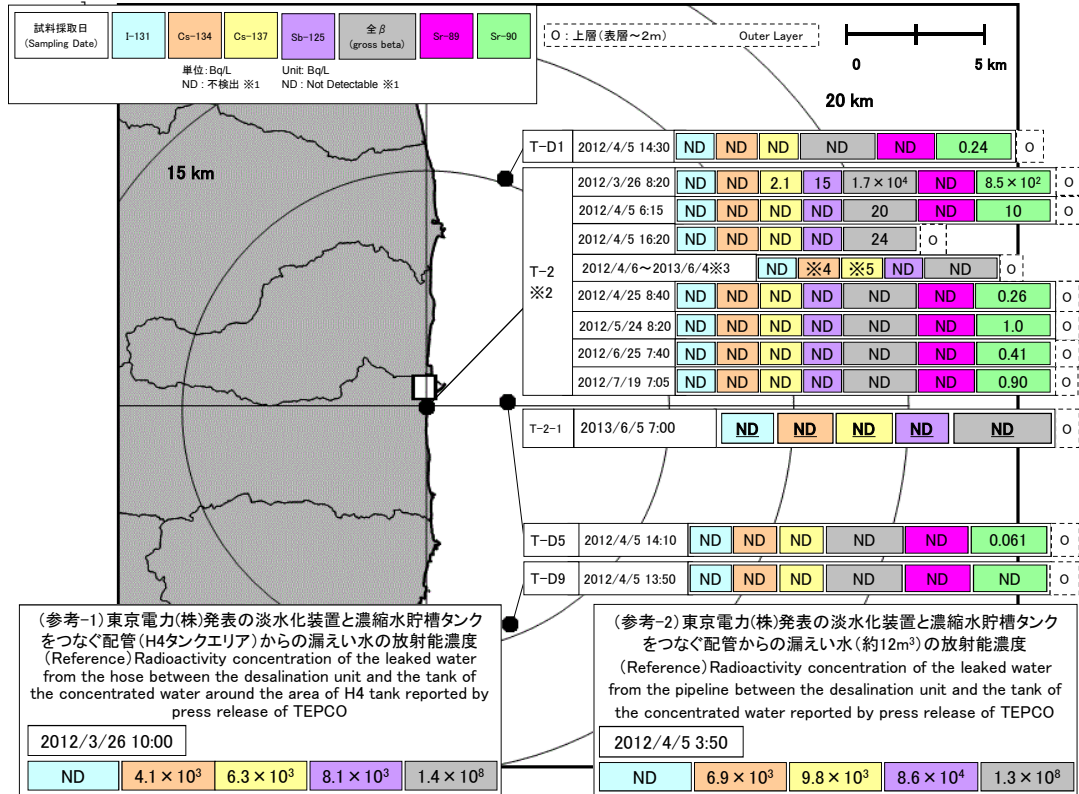 試料採取日
(Sampling Date)
I-131
Cs-134
Cs-137
Sb-125
全β
(gross beta)
Sr-89
Sr-90
単位:Bq/L
Unit: Bq/L
ND : 不検出 ※1
ND : Not Detectable ※1
O : 上層(表層～2m)
Outer Layer
0
5 km
20 km
15 km
T-D1 2012/4/5 14:30 ND ND ND ND ND 0.24 O
T-2
※2
2012/3/26 8:20 ND ND 2.1 15 1.7 × 10⁴ ND 8.5 × 10² O
2012/4/5 6:15 ND ND ND ND 20 ND 10 O
2012/4/5 16:20 ND ND ND ND 24 O
2012/4/6～2013/6/4※3 ND ※4 ※5 ND ND O
2012/4/25 8:40 ND ND ND ND ND ND 0.26 O
2012/5/24 8:20 ND ND ND ND ND ND 1.0 O
2012/6/25 7:40 ND ND ND ND ND ND 0.41 O
2012/7/19 7:05 ND ND ND ND ND ND 0.90 O
T-2-1 2013/6/5 7:00 ND ND ND ND ND O
T-D5 2012/4/5 14:10 ND ND ND ND ND 0.061 O
T-D9 2012/4/5 13:50 ND ND ND ND ND ND O
(参考-1)東京電力(株)発表の淡水化装置と濃縮水貯槽タンク
をつなぐ配管(H4タンクエリア)からの漏えい水の放射能濃度
(Reference)Radioactivity concentration of the leaked water
from the hose between the desalination unit and the tank of
the concentrated water around the area of H4 tank reported by
press release of TEPCO
2012/3/26 10:00
ND 4.1 × 10³ 6.3 × 10³ 8.1 × 10³ 1.4 × 10⁸
(参考-2)東京電力(株)発表の淡水化装置と濃縮水貯槽タンク
をつなぐ配管からの漏えい水(約12m³)の放射能濃度
(Reference)Radioactivity concentration of the leaked water
from the pipeline between the desalination unit and the tank of
the concentrated water reported by press release of TEPCO
2012/4/5 3:50
ND 6.9 × 10³ 9.8 × 10³ 8.6 × 10⁴ 1.3 × 10⁸